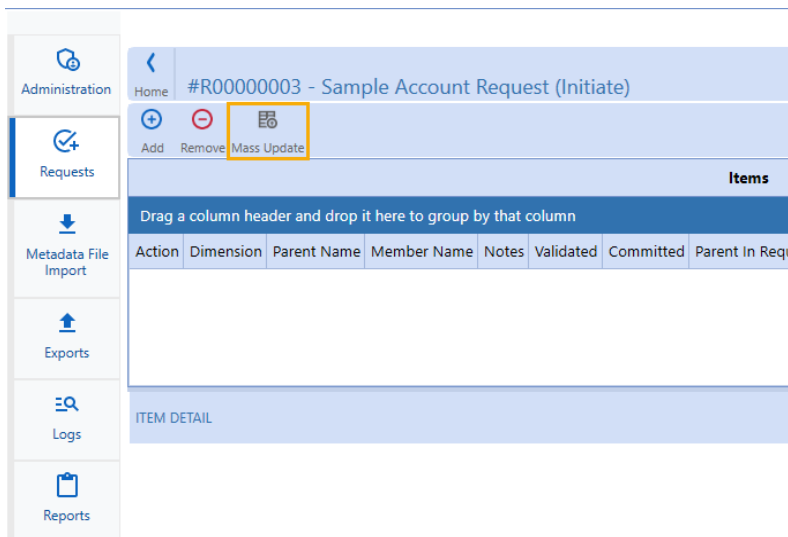 Administration
Requests
Metadata File
Import
Exports
Logs
Reports
Home
#R00000003 - Sample Account Request (Initiate)
Add Remove Mass Update
Items
Drag a column header and drop it here to group by that column
Action Dimension Parent Name Member Name Notes Validated Committed Parent In Requ
ITEM DETAIL